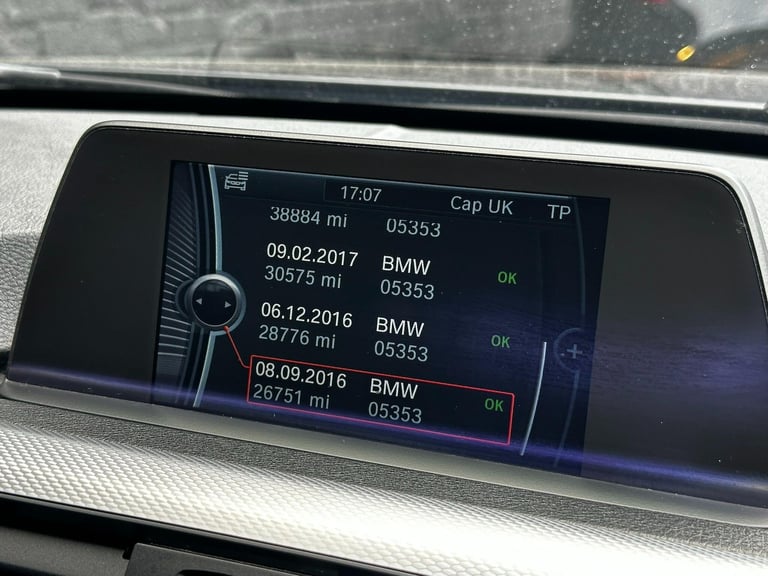 17:07 Cap UK TP
38884 mi 05353
09.02.2017 BMW
30575 mi 05353 OK
06.12.2016 BMW
28776 mi 05353 OK
08.09.2016 BMW
26751 mi 05353 OK